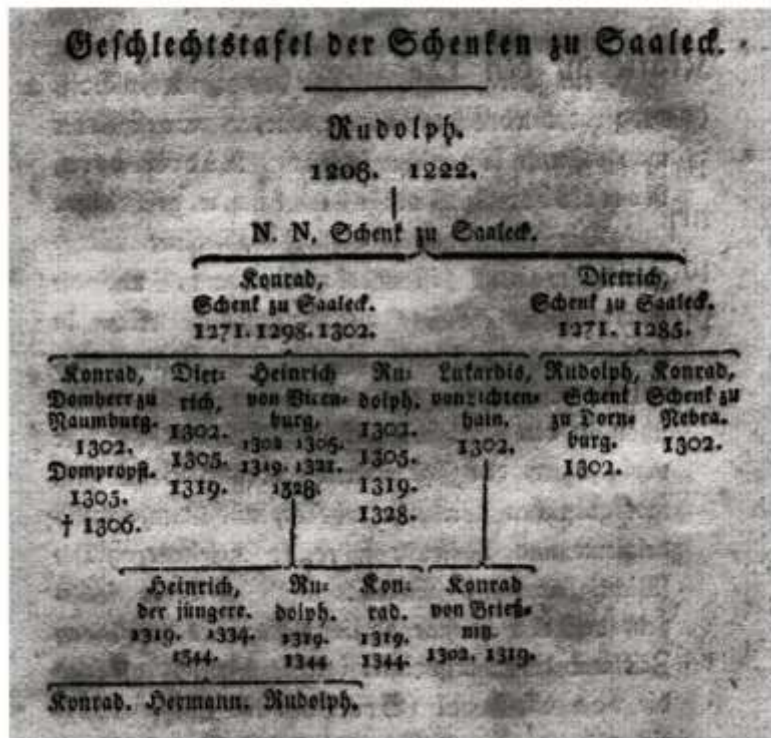 Geschlechtstafel der Schenken zu Saaleck.
Rudolph.
1208. 1222.
N. N. Schenk zu Saaleck.
Konrad,
Schenk zu Saaleck.
1271. 1298. 1302.
Dietrich,
Schenk zu Saaleck.
1271. 1285.
Konrad,
Domherr zu
Naumburg.
1302.
Dompropst.
1305.
† 1306.
Diet-
rich,
1302.
1305.
1319.
Heinrich
von
burg,
1302 1305.
1319. 1321.
1328.
Ru-
dolph.
1302.
1305.
1319.
1328.
Lukardis,
von Lichten-
hain,
1302.
Rudolph,
Schenk
zu Dorn-
burg.
1302.
Konrad,
Schenk zu
Nebra.
1302.
Heinrich,
der jüngere.
1319. 1334.
1344.
Ru-
dolph.
1319.
1344
Kon-
rad.
1319.
1344.
Konrad
von Brieß-
nitz.
1302. 1319.
Konrad. Hermann. Rudolph.